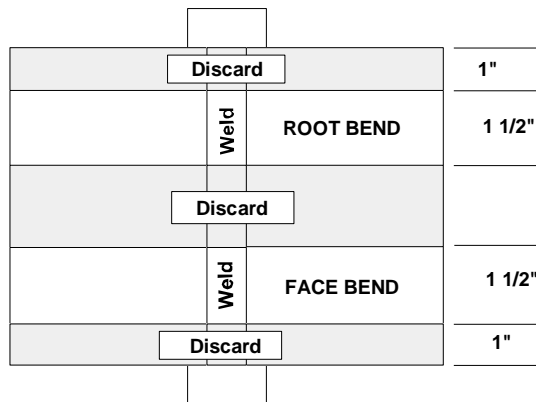 Discard
1"
Weld
ROOT BEND
1 1/2"
Discard
Weld
FACE BEND
1 1/2"
Discard
1"